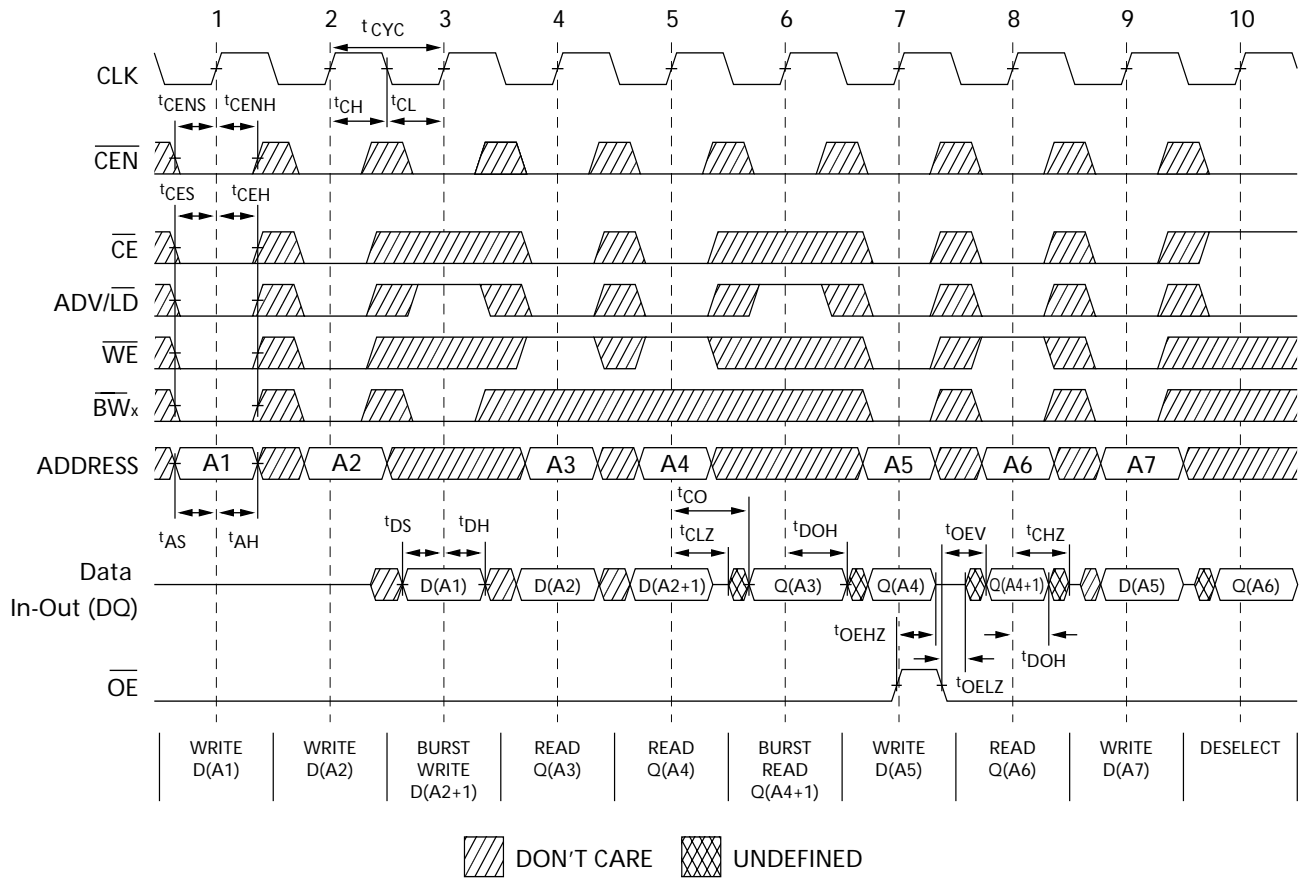 1 2 3 4 5 6 7 8 9 10
tCYC
CLK
tCENS tCENH tCH tCL
CEN
tCES tCEH
CE
ADV/LD
WE
BWx
ADDRESS A1 A2 A3 A4 A5 A6 A7
tCO
tAS tAH tDS tDH tCLZ tDOH tOEV tCHZ
Data
In-Out (DQ)
D(A1) D(A2) D(A2+1) Q(A3) Q(A4) Q(A4+1) D(A5) Q(A6)
tOEHZ tDOH
tOELZ
OE
WRITE
D(A1)
WRITE
D(A2)
BURST
WRITE
D(A2+1)
READ
Q(A3)
READ
Q(A4)
BURST
READ
Q(A4+1)
WRITE
D(A5)
READ
Q(A6)
WRITE
D(A7)
DESELECT
DON'T CARE
UNDEFINED